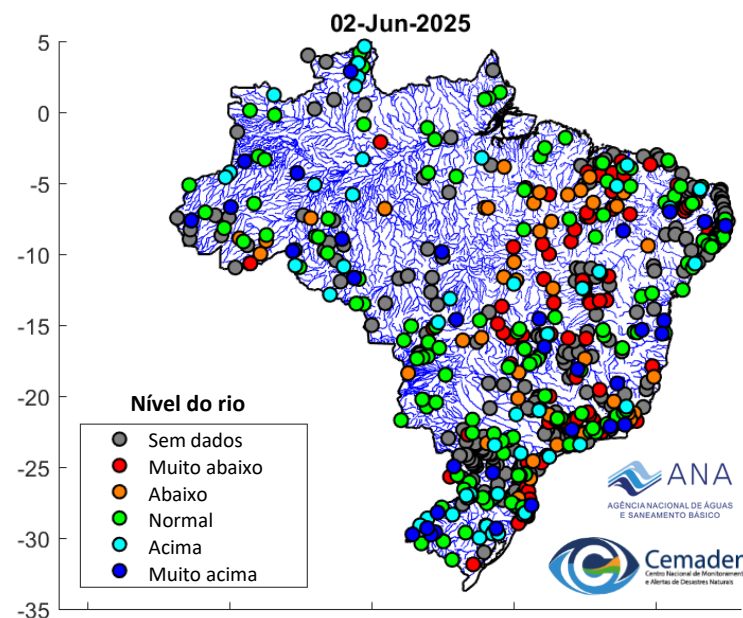 02-Jun-2025
5
0
-5
-10
-15
-20
-25
-30
-35
Nível do rio
Sem dados
Muito abaixo
Abaixo
Normal
Acima
Muito acima
ANA
AGÊNCIA NACIONAL DE ÁGUAS
E SANEAMENTO BÁSICO
Cemader
Centro Nacional de Monitorament
e Alertas de Desastres Naturais